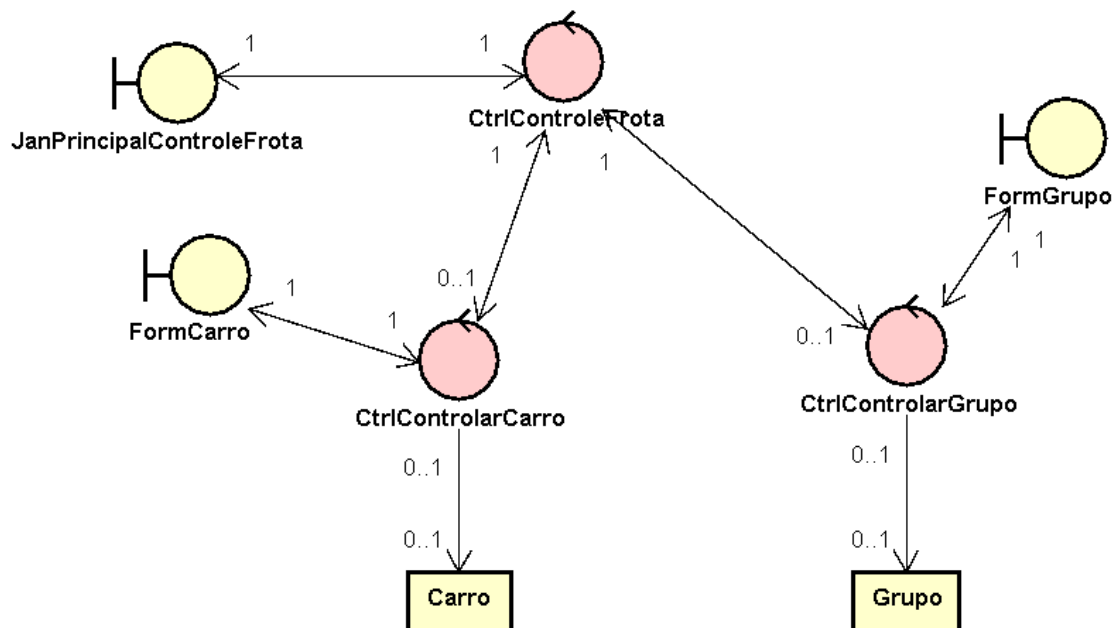 1
1
JanPrincipalControleFrota
CtrlControleFrota
1
1
FormGrupo
1
1
0..1
1
FormCarro
1
0..1
CtrlControlarCarro
CtrlControlarGrupo
0..1
0..1
0..1
0..1
Carro
Grupo